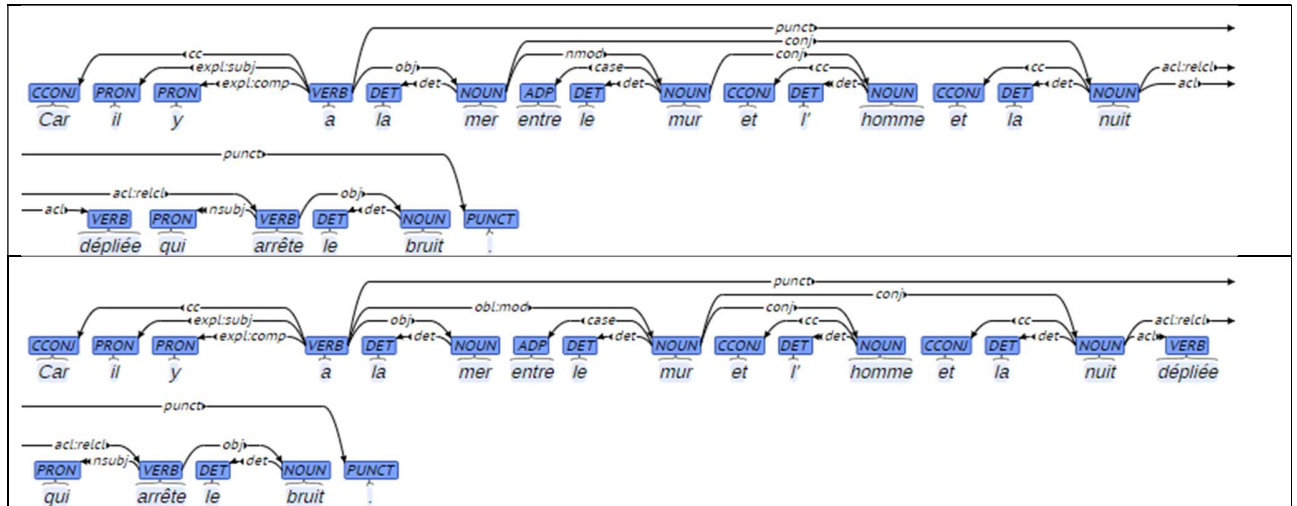 punct
conj
cc nmod conj
expl:subj obj case cc cc acl:relcl
expl:comp det det det det acl
CCONJ PRON PRON VERB DET NOUN ADP DET NOUN CCONJ DET NOUN CCONJ DET NOUN
Car il y a la mer entre le mur et l' homme et la nuit
punct
acl:relcl obj
acl nsubj det
VERB PRON VERB DET NOUN PUNCT
dépliée qui arrête le bruit .
punct
conj
cc obl:mod conj
expl:subj obj case cc cc acl:relcl
expl:comp det det det det acl
CCONJ PRON PRON VERB DET NOUN ADP DET NOUN CCONJ DET NOUN CCONJ DET NOUN VERB
Car il y a la mer entre le mur et l' homme et la nuit dépliée
punct
acl:relcl obj
nsubj det
PRON VERB DET NOUN PUNCT
qui arrête le bruit .